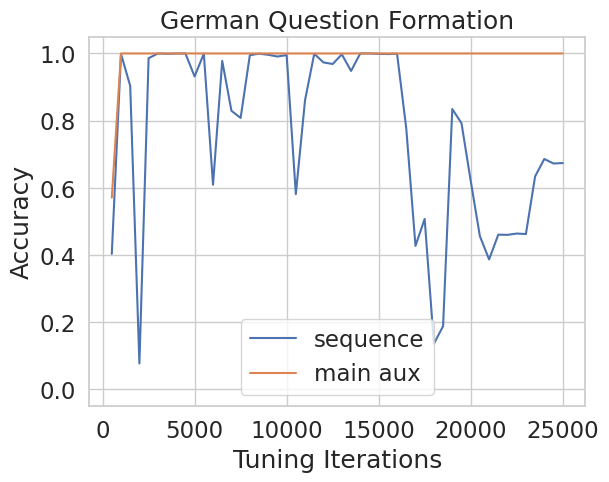 German Question Formation
1.0
0.8
0.6
0.4
0.2
0.0
Accuracy
sequence
main aux
0 5000 10000 15000 20000 25000
Tuning Iterations